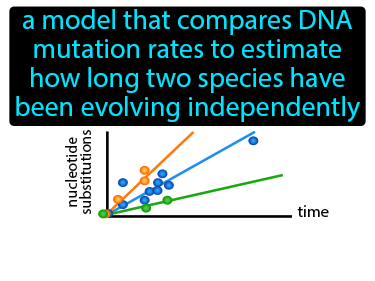 a model that compares DNA
mutation rates to estimate
how long two species have
been evolving independently
nucleotide
substitutions
time